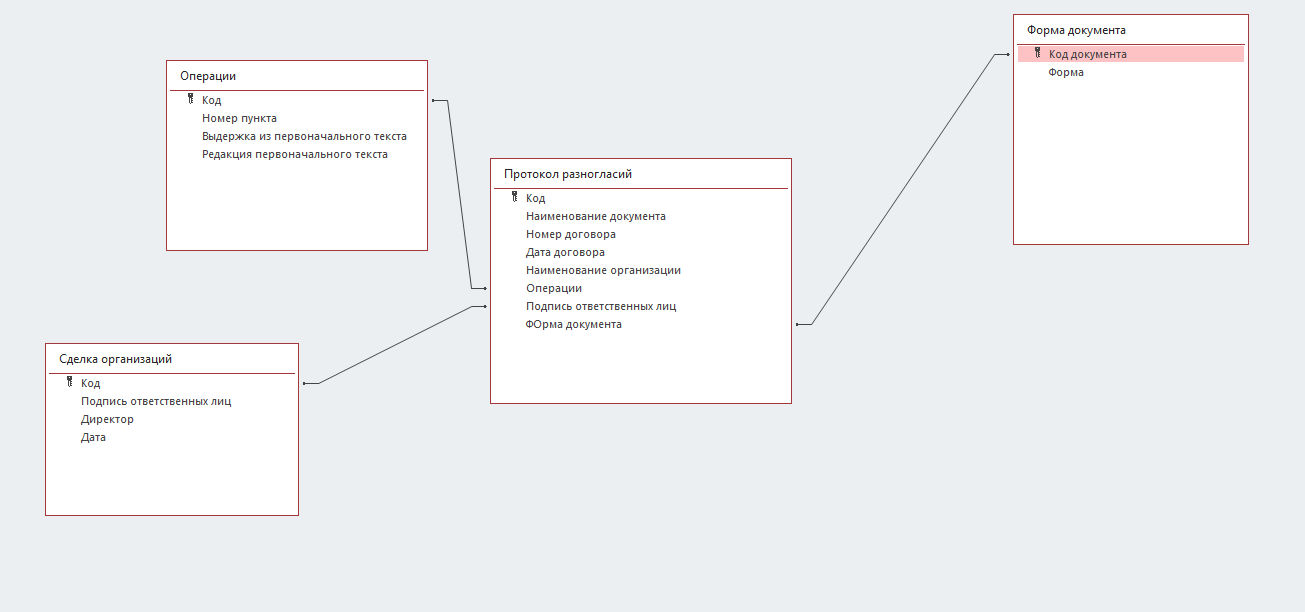 Операции
Код
Номер пункта
Выдержка из первоначального текста
Редакция первоначального текста
Сделка организаций
Код
Подпись ответственных лиц
Директор
Дата
Протокол разногласий
Код
Наименование документа
Номер договора
Дата договора
Наименование организации
Операции
Подпись ответственных лиц
ФОрма документа
Форма документа
Код документа
Форма